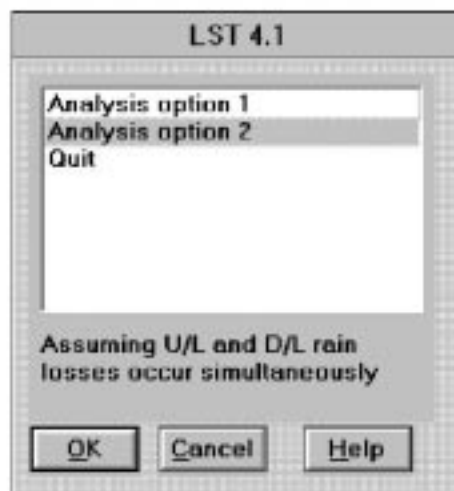 LST 4.1
Analysis option 1
Analysis option 2
Quit
Assuming U/L and D/L rain
losses occur simultaneously
OK
Cancel
Help